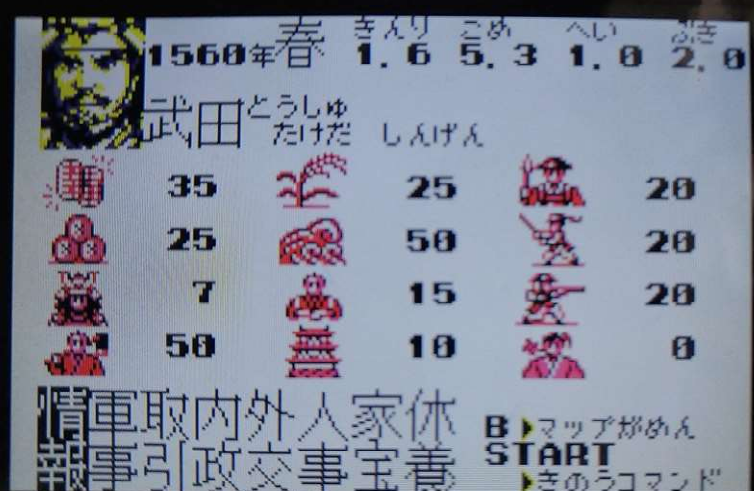 1560年春 きんり こめ へい ぶき
1.6 5.3 1.0 2.0
武田 とうしゅ
たけだ しんげん
35 25 20
25 50 20
7 15 20
50 10 0
情報 軍事 取引 内政 外交 人事 家宝 休養
B ▶マップがめん
START
▶きのうコマンド